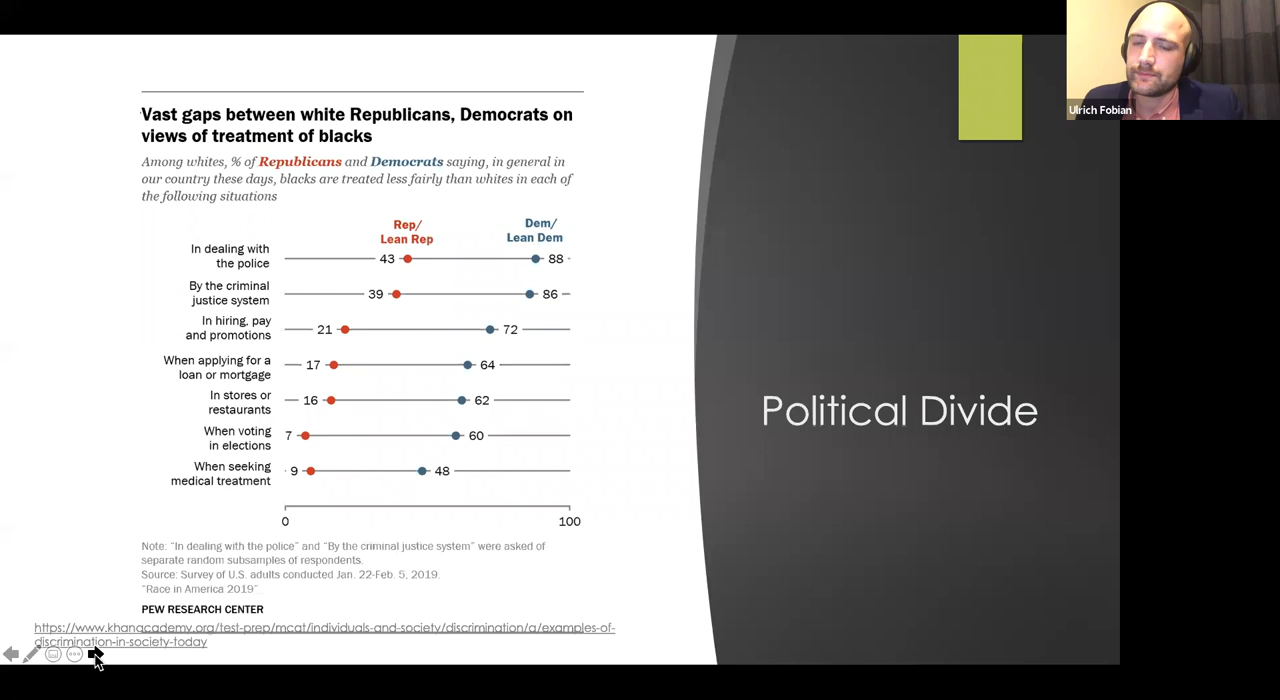 Ulrich Fobian
Vast gaps between white Republicans, Democrats on
views of treatment of blacks
Among whites, % of Republicans and Democrats saying, in general in
our country these days, blacks are treated less fairly than whites in each of
the following situations
Rep/
Lean Rep
Dem/
Lean Dem
In dealing with
the police
43
88
By the criminal
justice system
39
86
In hiring, pay
and promotions
21
72
When applying for a
loan or mortgage
17
64
In stores or
restaurants
16
62
When voting
in elections
7
60
When seeking
medical treatment
9
48
0
100
Note: “In dealing with the police” and “By the criminal justice system” were asked of
separate random subsamples of respondents.
Source: Survey of U.S. adults conducted Jan. 22-Feb. 5, 2019.
“Race in America 2019”
PEW RESEARCH CENTER
https://www.khanacademy.org/test-prep/mcat/individuals-and-society/discrimination/a/examples-of-
discrimination-in-society-today
Political Divide